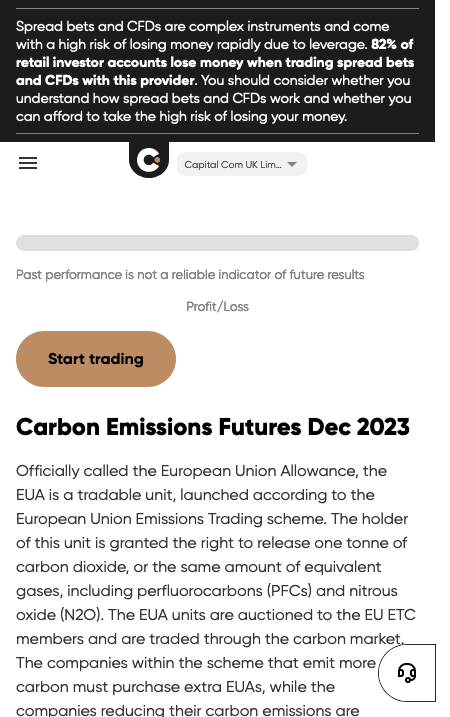 Spread bets and CFDs are complex instruments and come
with a high risk of losing money rapidly due to leverage. 82% of
retail investor accounts lose money when trading spread bets
and CFDs with this provider. You should consider whether you
understand how spread bets and CFDs work and whether you
can afford to take the high risk of losing your money.
Capital Com UK Lim...
Past performance is not a reliable indicator of future results
Profit/Loss
Start trading
Carbon Emissions Futures Dec 2023
Officially called the European Union Allowance, the
EUA is a tradable unit, launched according to the
European Union Emissions Trading scheme. The holder
of this unit is granted the right to release one tonne of
carbon dioxide, or the same amount of equivalent
gases, including perfluorocarbons (PFCs) and nitrous
oxide (N2O). The EUA units are auctioned to the EU ETC
members and are traded through the carbon market.
The companies within the scheme that emit more
carbon must purchase extra EUAs, while the
companies reducing their carbon emissions are